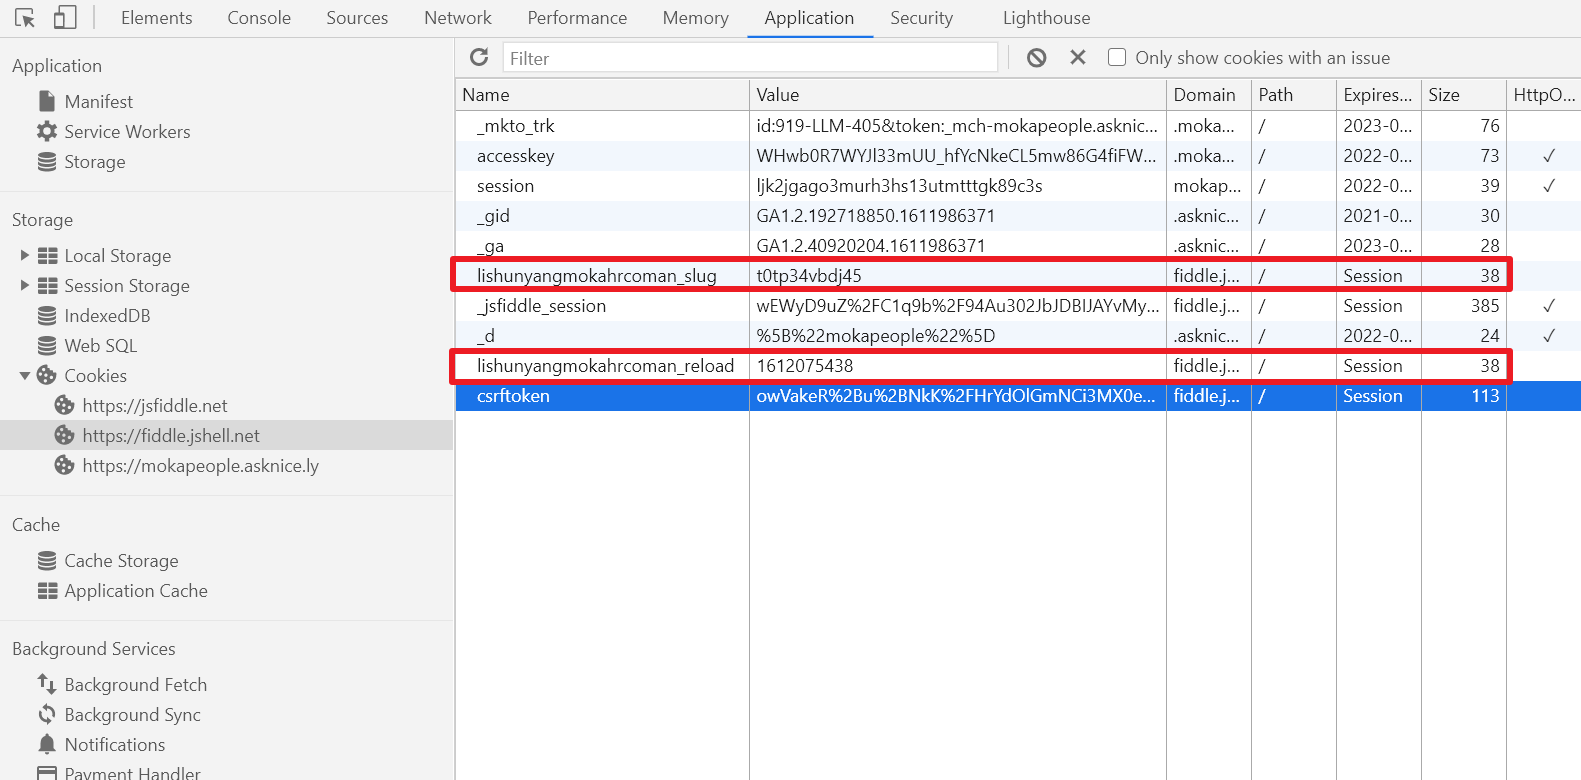 Elements Console Sources Network Performance Memory Application Security Lighthouse
Application
Manifest
Service Workers
Storage
Storage
Local Storage
Session Storage
IndexedDB
Web SQL
Cookies
https://jsfiddle.net
https://fiddle.jshell.net
https://mokapeople.asknice.ly
Cache
Cache Storage
Application Cache
Background Services
Background Fetch
Background Sync
Notifications
Payment Handler
Filter Only show cookies with an issue
Name Value Domain Path Expires... Size HttpO...
_mkto_trk id:919-LLM-405&token:_mch-mokapeople.asknic... .moka... / 2023-0... 76
accesskey WHwb0R7WYJl33mUU_hfYcNkeCL5mw86G4fiFW... .moka... / 2022-0... 73 ✓
session ljk2jgago3murh3hs13utmtttgk89c3s mokap... / 2022-0... 39 ✓
_gid GA1.2.192718850.1611986371 .asknic... / 2021-0... 30
_ga GA1.2.40920204.1611986371 .asknic... / 2023-0... 28
lishunyangmokahrcoman_slug t0tp34vbdj45 fiddle.j... / Session 38
_jsfiddle_session wEWyD9uZ%2FC1q9b%2F94Au302JbJDBIJAYvMy... fiddle.j... / Session 385 ✓
_d %5B%22mokapeople%22%5D .asknic... / 2022-0... 24 ✓
lishunyangmokahrcoman_reload 1612075438 fiddle.j... / Session 38
csrftoken owVakeR%2Bu%2BNkK%2FHrYdOlGmNCi3MX0e... fiddle.j... / Session 113